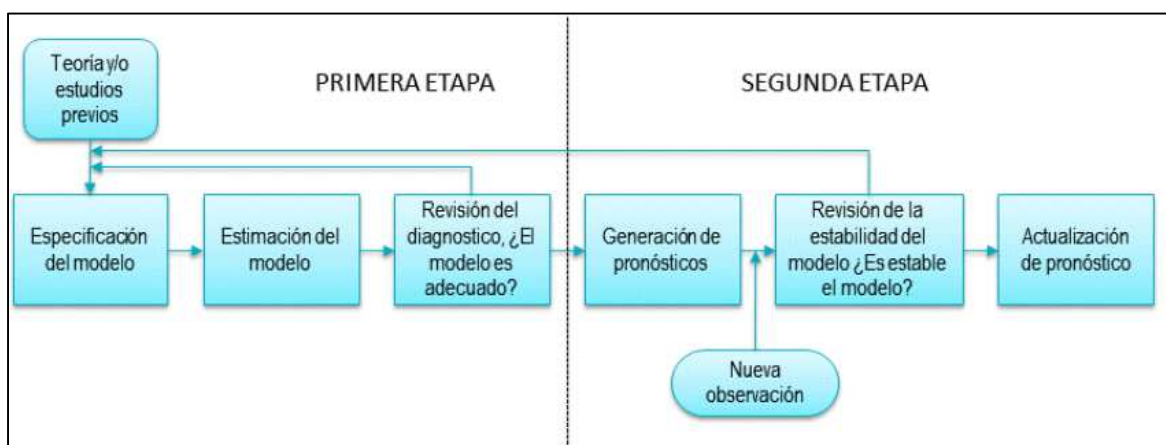 Teoría y/o
estudios
previos
PRIMERA ETAPA
SEGUNDA ETAPA
Especificación
del modelo
Estimación del
modelo
Revisión del
diagnostico, ¿El
modelo es
adecuado?
Generación de
pronósticos
Revisión de la
estabilidad del
modelo ¿Es estable
el modelo?
Actualización
de pronóstico
Nueva
observación